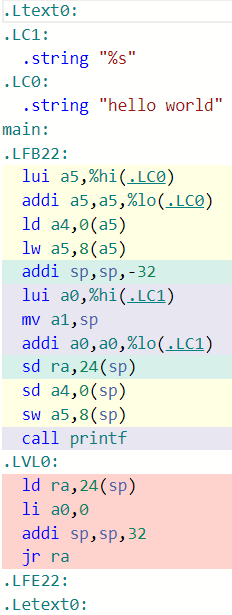 .Ltext0:
.LC1:
.string "%s"
.LC0:
.string "hello world"
main:
.LFB22:
lui a5,%hi(.LC0)
addi a5,a5,%lo(.LC0)
ld a4,0(a5)
lw a5,8(a5)
addi sp,sp,-32
lui a0,%hi(.LC1)
mv a1,sp
addi a0,a0,%lo(.LC1)
sd ra,24(sp)
sd a4,0(sp)
sw a5,8(sp)
call printf
.LVL0:
ld ra,24(sp)
li a0,0
addi sp,sp,32
jr ra
.LFE22:
.Letext0: